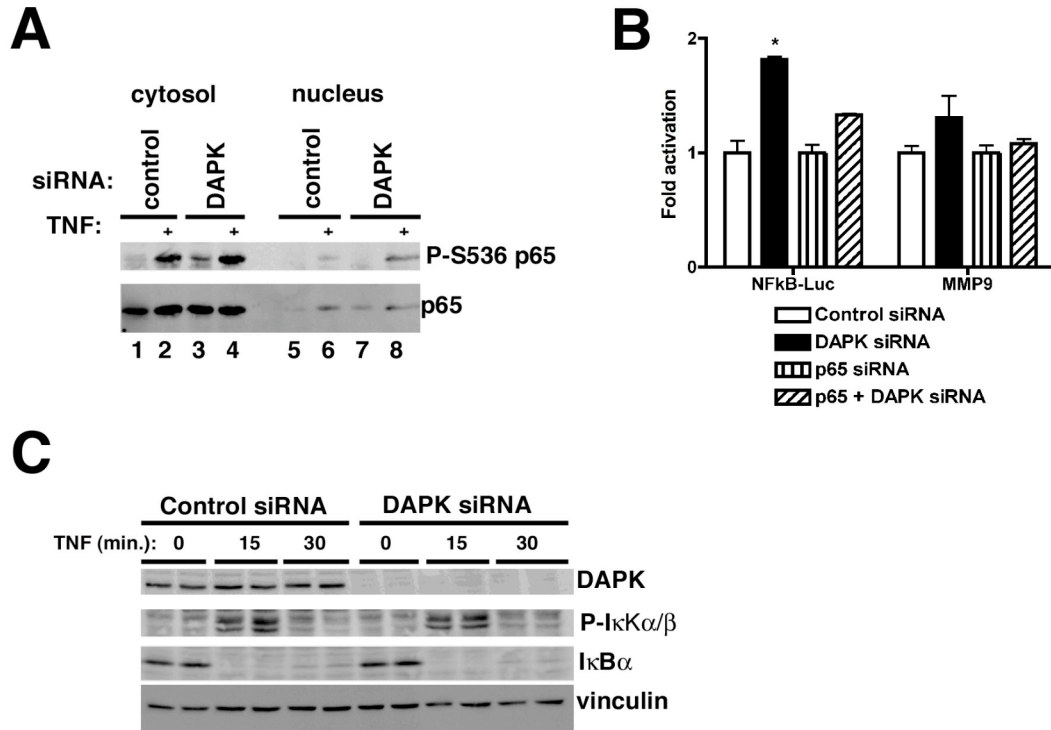 A
cytosol nucleus
siRNA: control DAPK control DAPK
TNF: + + + +
P-S536 p65
p65
1 2 3 4 5 6 7 8
B
Fold activation
2
*
1
0
NFkB-Luc MMP9
Control siRNA
DAPK siRNA
p65 siRNA
p65 + DAPK siRNA
C
Control siRNA DAPK siRNA
TNF (min.): 0 15 30 0 15 30
DAPK
P-IκKα/β
IκBα
vinculin